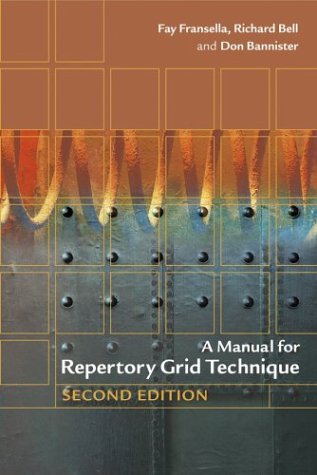 Fay Fransella, Richard Bell
and Don Bannister
A Manual for
Repertory Grid Technique
SECOND EDITION